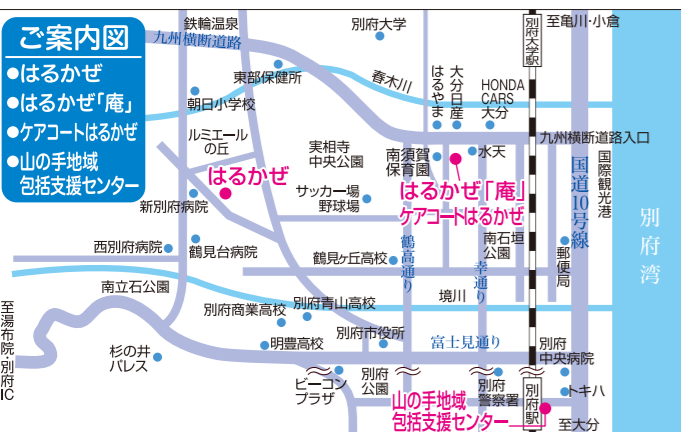 ご案内図
●はるかぜ
●はるかぜ「庵」
●ケアコートはるかぜ
●山の手地域
包括支援センター
鉄輪温泉
九州横断道路
別府大学
別府大学駅
至亀川・小倉
東部保健所
春木川
はるやま
大分日産
HONDA
CARS
大分
朝日小学校
ルミエール
の丘
実相寺
中央公園
南須賀
保育園
水天
九州横断道路入口
国際観光港
国道10号線
別府湾
はるかぜ
はるかぜ「庵」
ケアコートはるかぜ
サッカー場
野球場
新別府病院
鶴高通り
幸通り
南石垣
公園
郵便局
西別府病院
鶴見台病院
鶴見ヶ丘高校
南立石公園
境川
至湯布院・別府IC
別府商業高校
別府青山高校
別府市役所
富士見通り
明豊高校
杉の井
パレス
別府
中央病院
ビーコン
プラザ
別府
公園
別府
警察署
別府駅
トキハ
山の手地域
包括支援センター
至大分